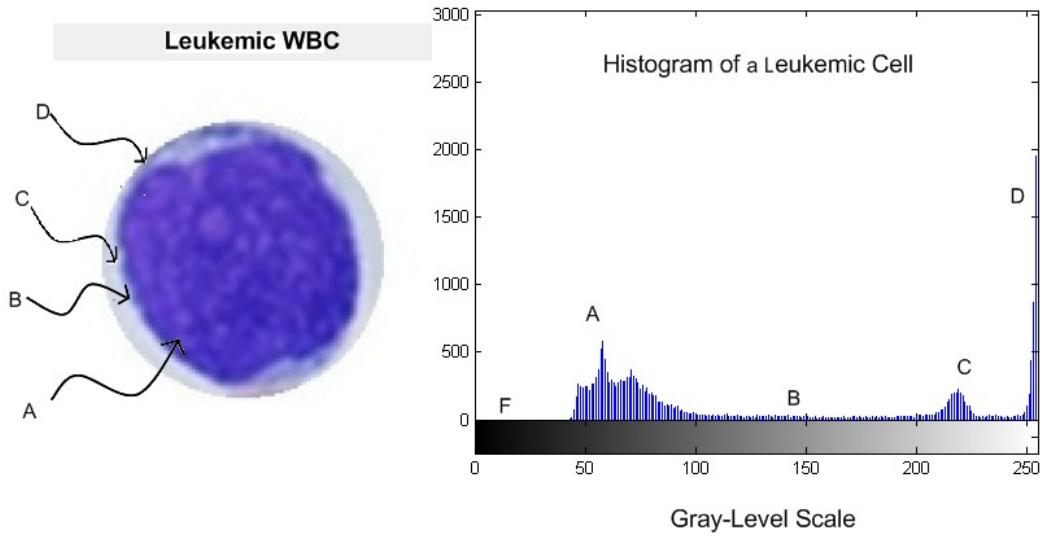 Leukemic WBC
D
C
B
A
Histogram of a Leukemic Cell
3000
2500
2000
1500
1000
500
0
D
A
C
B
F
0
50
100
150
200
250
Gray-Level Scale